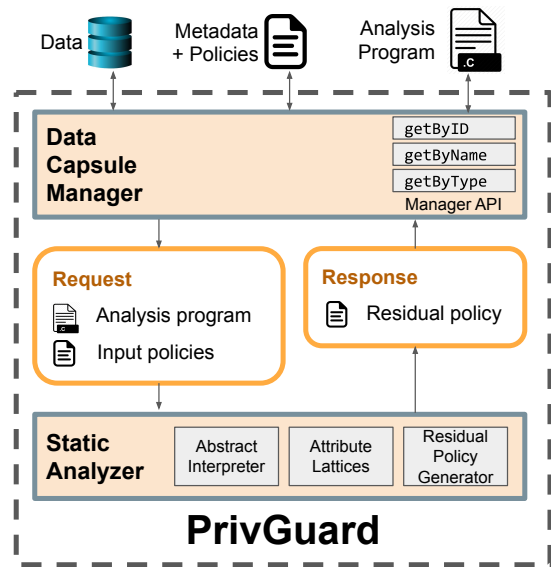 Data
Metadata
+ Policies
Analysis
Program
.C
Data
Capsule
Manager
getByID
getByName
getByType
Manager API
Request
.C
Analysis program
Input policies
Response
Residual policy
Static
Analyzer
Abstract
Interpreter
Attribute
Lattices
Residual
Policy
Generator
PrivGuard